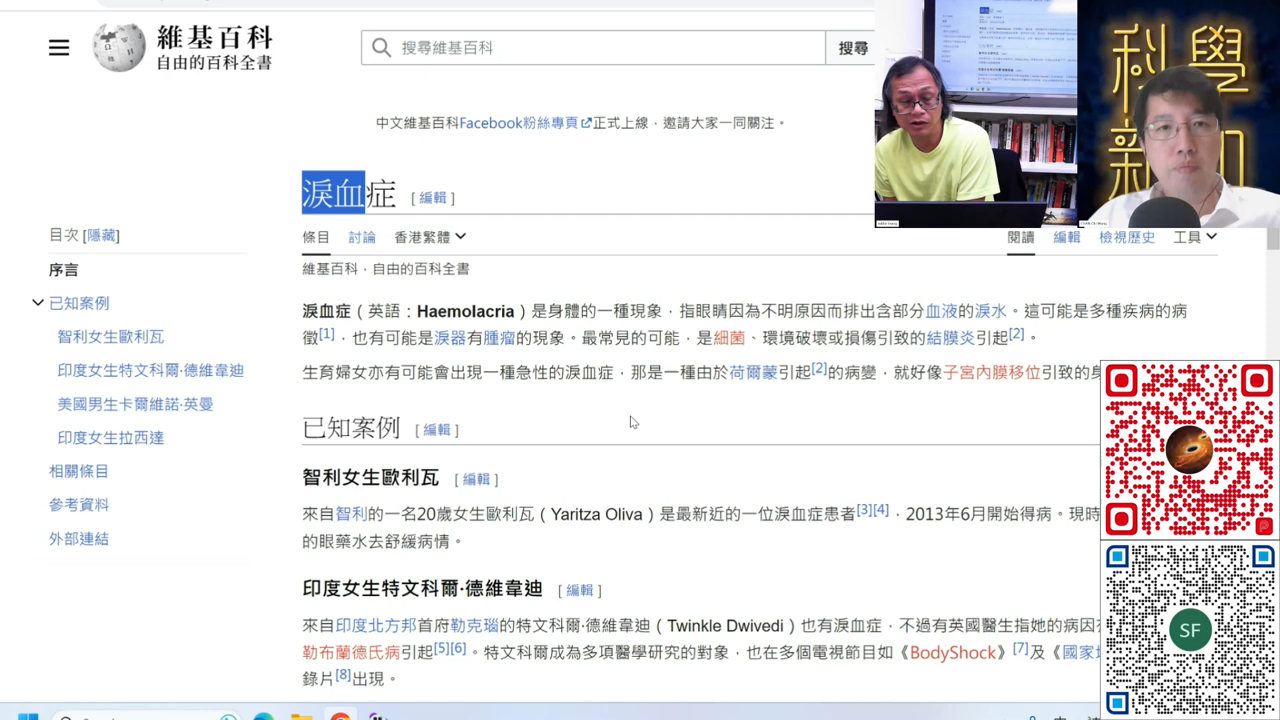 維基百科
自由的百科全書
搜尋維基百科
搜尋
科學
新知
中文維基百科Facebook粉絲專頁正式上線，邀請大家一同關注。
淚血症 [編輯]
目次 [隱藏]
條目 討論 香港繁體
閱讀 編輯 檢視歷史 工具
序言
維基百科，自由的百科全書
已知案例
智利女生歐利瓦
印度女生特文科爾·德維韋迪
美國男生卡爾維諾·英曼
印度女生拉西達
相關條目
參考資料
外部連結
淚血症（英語：Haemolacria）是身體的一種現象，指眼睛因為不明原因而排出含部分血液的淚水。這可能是多種疾病的病
徵[1]，也有可能是淚器有腫瘤的現象。最常見的可能，是細菌、環境破壞或損傷引致的結膜炎引起[2]。
生育婦女亦有可能會出現一種急性的淚血症，那是一種由於荷爾蒙引起[2]的病變，就好像子宮內膜移位引致的
已知案例 [編輯]
智利女生歐利瓦 [編輯]
來自智利的一名20 aritza Oliva）是最新近的一位淚血症患者[3][4]，2013年6月開始得病。現時
的眼藥水去舒緩病情。
印度女生特文科爾·德維韋迪 [編輯]
來自印度北方邦首府勒克瑙的特文科爾·德維韋迪（Twinkle Dwivedi）也有淚血症，不過有英國醫生指她的病因
勒布蘭德氏病引起[5][6]。特文科爾成為多項醫學研究的對象，也在多個電視節目如《BodyShock》[7]及《國家
錄片[8]出現。
SF